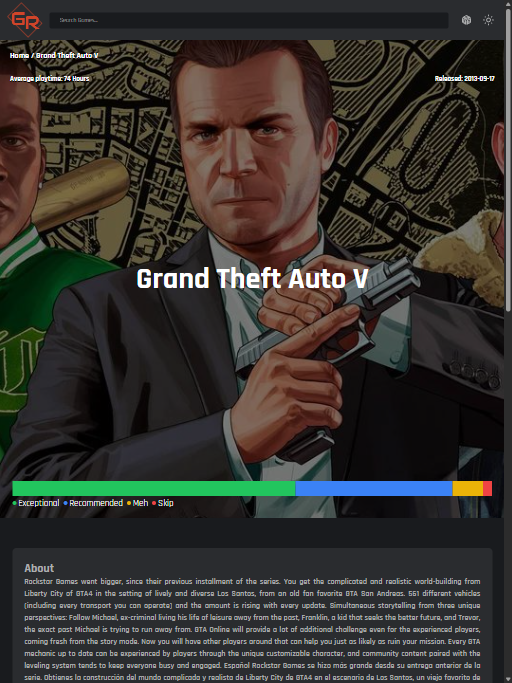 GR
Search Games...
Home / Grand Theft Auto V
Average playtime: 74 Hours
Released: 2013-09-17
Grand Theft Auto V
Exceptional Recommended Meh Skip
About
Rockstar Games went bigger, since their previous installment of the series. You get the complicated and realistic world-building from
Liberty City of GTA4 in the setting of lively and diverse Los Santos, from an old fan favorite GTA San Andreas. 561 different vehicles
(including every transport you can operate) and the amount is rising with every update. Simultaneous storytelling from three unique
perspectives: Follow Michael, ex-criminal living his life of leisure away from the past, Franklin, a kid that seeks the better future, and Trevor,
the exact past Michael is trying to run away from. GTA Online will provide a lot of additional challenge even for the experienced players,
coming fresh from the story mode. Now you will have other players around that can help you just as likely as ruin your mission. Every GTA
mechanic up to date can be experienced by players through the unique customizable character, and community content paired with the
leveling system tends to keep everyone busy and engaged. Español Rockstar Games se hizo más grande desde su entrega anterior de la
serie. Obtienes la construcción del mundo complicada y realista de Liberty City de GTA4 en el escenario de Los Santos, un viejo favorito de